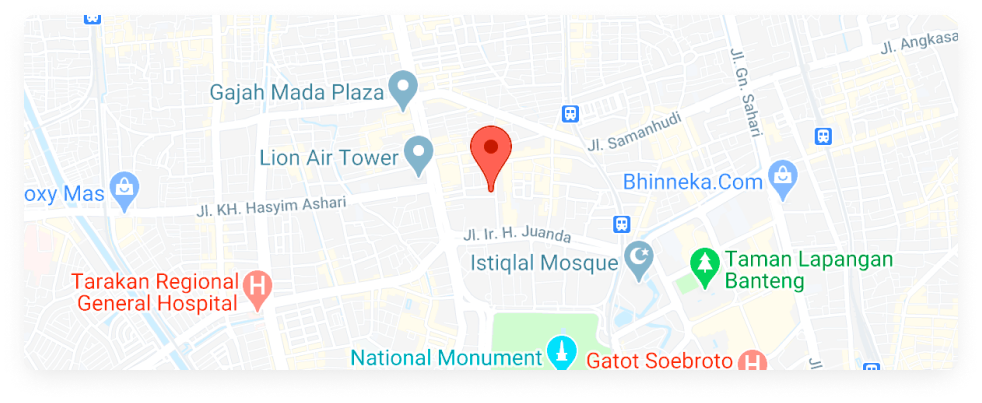 Jl. Angkasa
Gajah Mada Plaza
Jl. Gn. Sahari
Jl. Samanhudi
Lion Air Tower
Bhinneka.Com
oxy Mas
Jl. KH. Hasyim Ashari
Jl. Ir. H. Juanda
Istiqlal Mosque
Taman Lapangan
Banteng
Tarakan Regional
General Hospital
H
National Monument
Gatot Soebroto
H
Jl